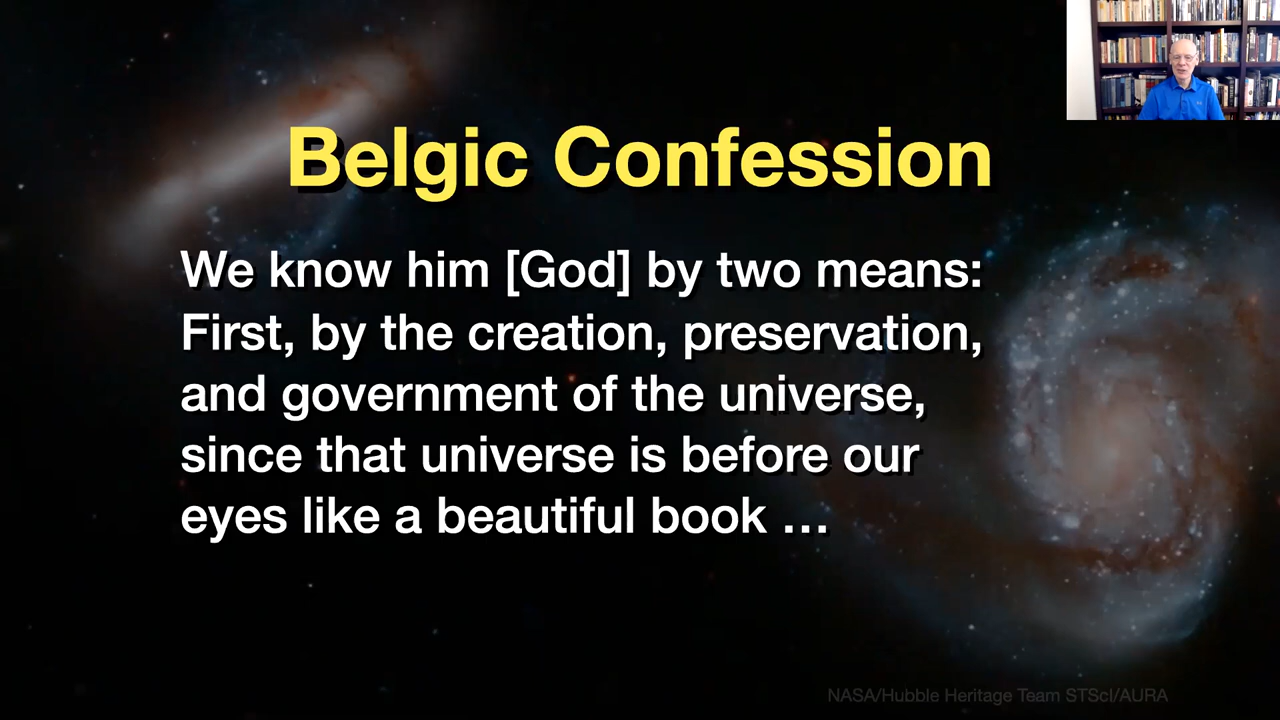 Belgic Confession
We know him [God] by two means:
First, by the creation, preservation,
and government of the universe,
since that universe is before our
eyes like a beautiful book …
NASA/Hubble Heritage Team STScI/AURA